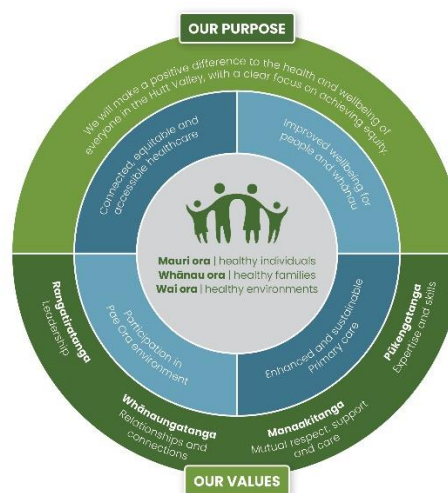 OUR PURPOSE
We will make a positive difference to the health and wellbeing of
everyone in the Hutt Valley, with a clear focus on achieving equity.
Connected, equitable and
accessible healthcare
Improved wellbeing for
people and whānau
Mauri ora | healthy individuals
Whānau ora | healthy families
Wai ora | healthy environments
Participation in
Pae Ora environment
Enhanced and sustainable
Primary care
Rangatiratanga
Leadership
Whānaungatanga
Relationships and
connections
Manaakitanga
Mutual respect, support
and care
Pūkengatanga
Expertise and skills
OUR VALUES